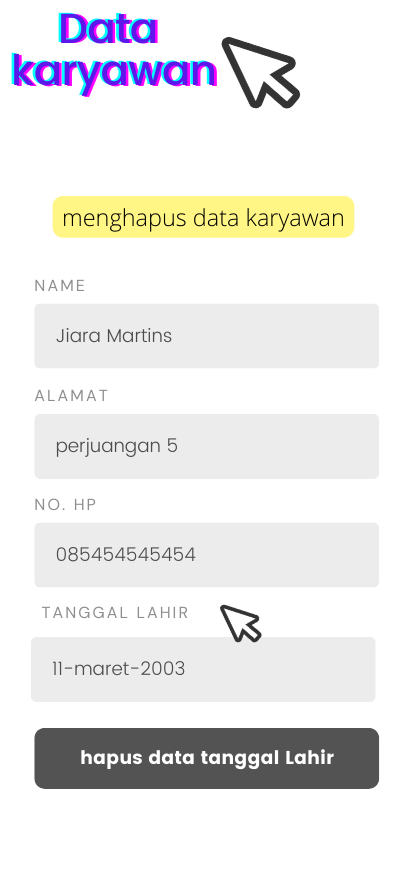 Data
karyawan
menghapus data karyawan
NAME
Jiara Martins
ALAMAT
perjuangan 5
NO. HP
085454545454
TANGGAL LAHIR
11-maret-2003
hapus data tanggal Lahir